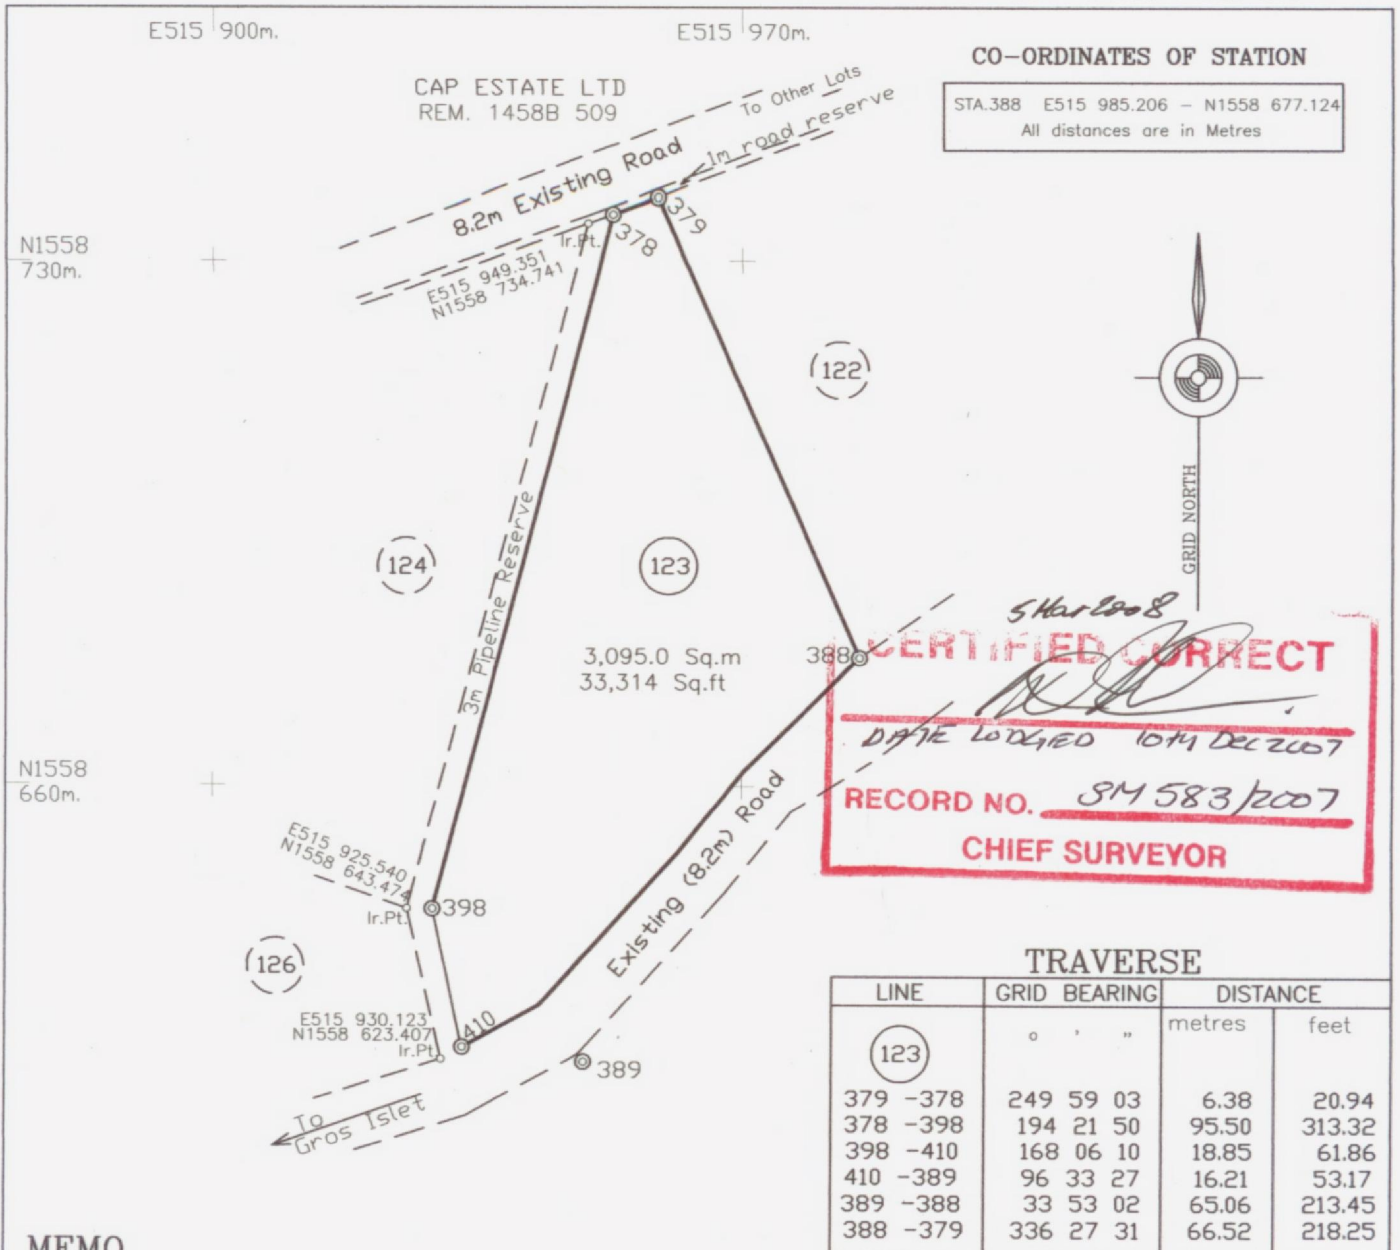 E515 900m.
E515 970m.
CO-ORDINATES OF STATION
STA.388 E515 985.206 - N1558 677.124
All distances are in Metres
CAP ESTATE LTD
REM. 1458B 509
To Other Lots
1m road reserve
8.2m Existing Road
379
378
Ir.Pt.
E515 949.351
N1558 734.741
N1558
730m.
122
GRID NORTH
124
123
3m Pipeline Reserve
3,095.0 Sq.m
33,314 Sq.ft
388
5 Mar 2008
CERTIFIED CORRECT
DATE LODGED 10TH DEC 2007
RECORD NO. SM 583/2007
CHIEF SURVEYOR
N1558
660m.
Existing (8.2m) Road
E515 925.540
N1558 643.474
Ir.Pt.
398
126
E515 930.123
N1558 623.407
Ir.Pt.
410
389
To
Gros Islet
TRAVERSE
LINE GRID BEARING DISTANCE
° ' " metres feet
123
379 -378 249 59 03 6.38 20.94
378 -398 194 21 50 95.50 313.32
398 -410 168 06 10 18.85 61.86
410 -389 96 33 27 16.21 53.17
389 -388 33 53 02 65.06 213.45
388 -379 336 27 31 66.52 218.25
MEMO